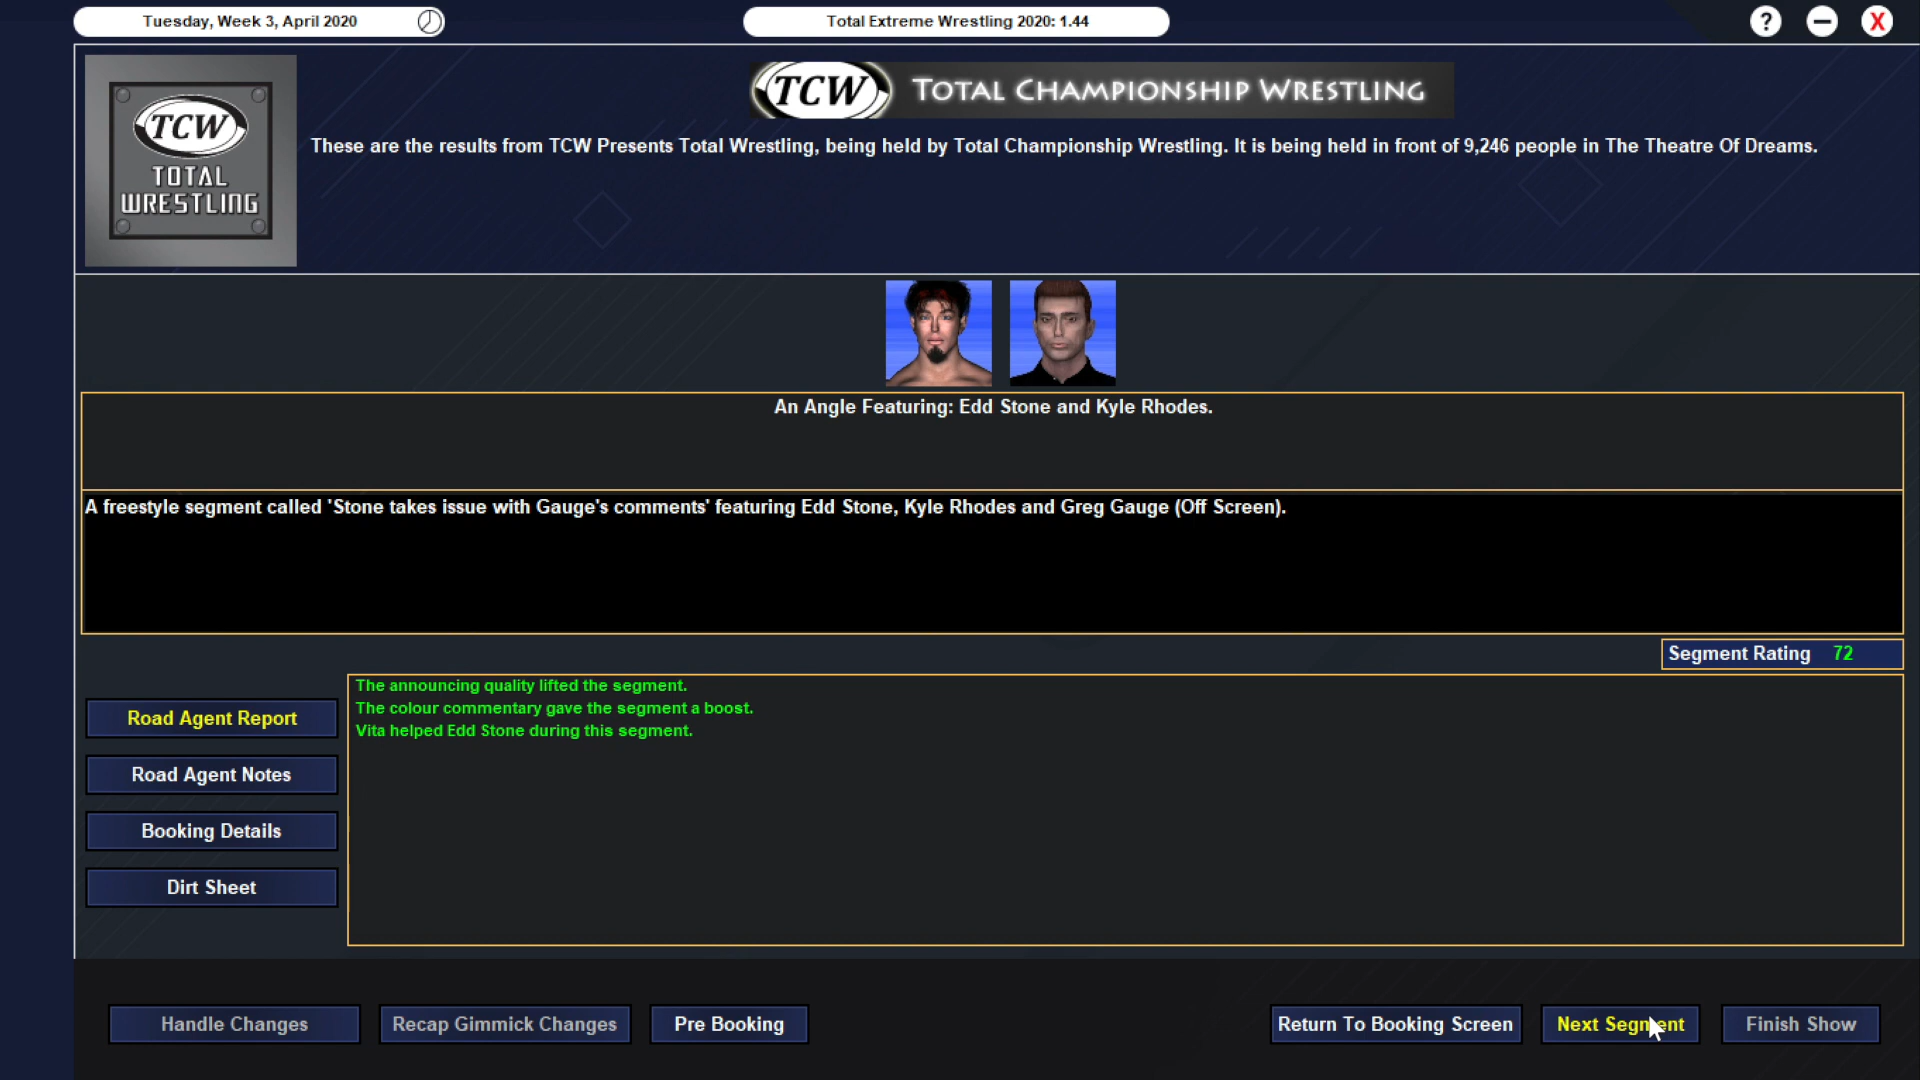 Tuesday, Week 3, April 2020
Total Extreme Wrestling 2020: 1.44
?
X
TCW
TOTAL
WRESTLING
TCW TOTAL CHAMPIONSHIP WRESTLING
These are the results from TCW Presents Total Wrestling, being held by Total Championship Wrestling. It is being held in front of 9,246 people in The Theatre Of Dreams.
An Angle Featuring: Edd Stone and Kyle Rhodes.
A freestyle segment called 'Stone takes issue with Gauge's comments' featuring Edd Stone, Kyle Rhodes and Greg Gauge (Off Screen).
Segment Rating 72
Road Agent Report
Road Agent Notes
Booking Details
Dirt Sheet
The announcing quality lifted the segment.
The colour commentary gave the segment a boost.
Vita helped Edd Stone during this segment.
Handle Changes
Recap Gimmick Changes
Pre Booking
Return To Booking Screen
Next Segment
Finish Show